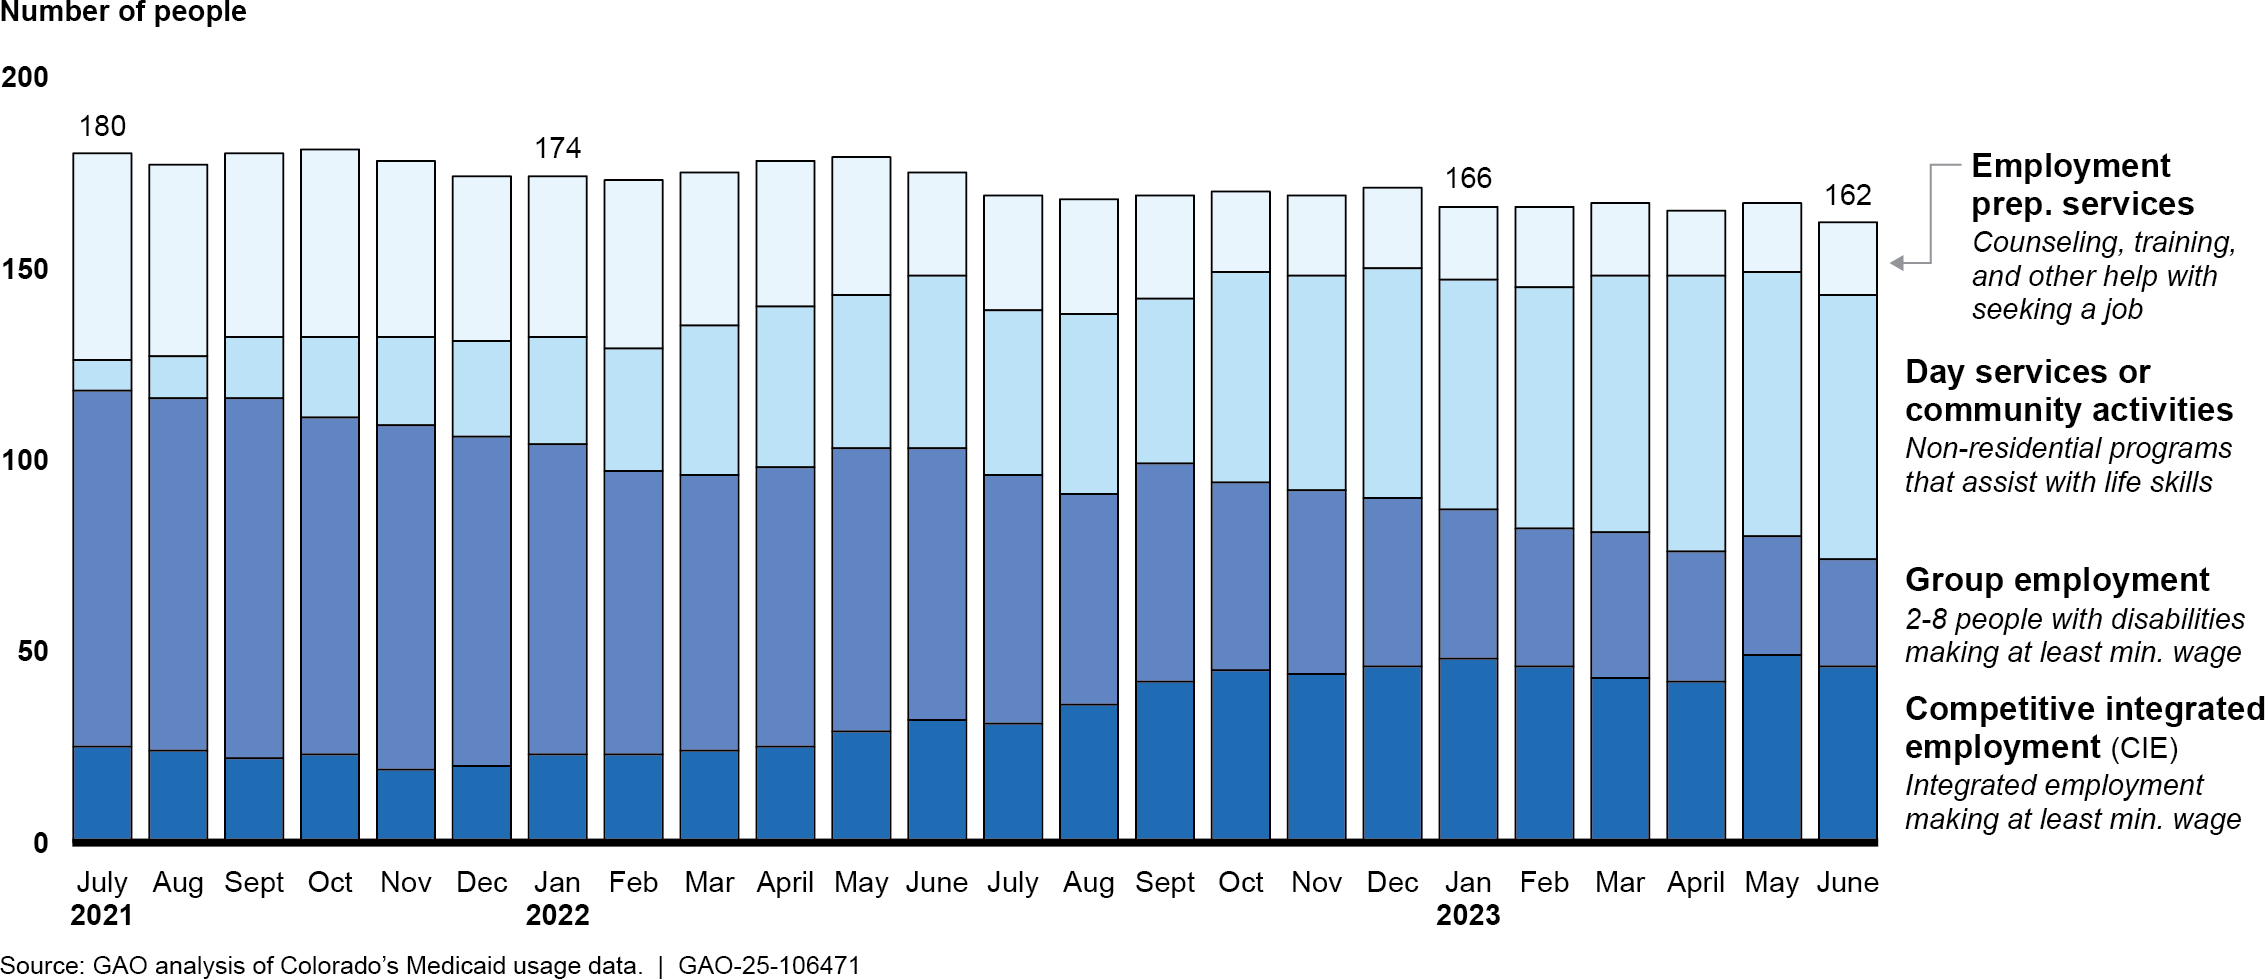 Number of people
200
150
100
50
0
180
174
166
162
July Aug Sept Oct Nov Dec Jan Feb Mar April May June July Aug Sept Oct Nov Dec Jan Feb Mar April May June
2021 2022 2023
Employment
prep. services
Counseling, training,
and other help with
seeking a job
Day services or
community activities
Non-residential programs
that assist with life skills
Group employment
2-8 people with disabilities
making at least min. wage
Competitive integrated
employment (CIE)
Integrated employment
making at least min. wage
Source: GAO analysis of Colorado’s Medicaid usage data. | GAO-25-106471